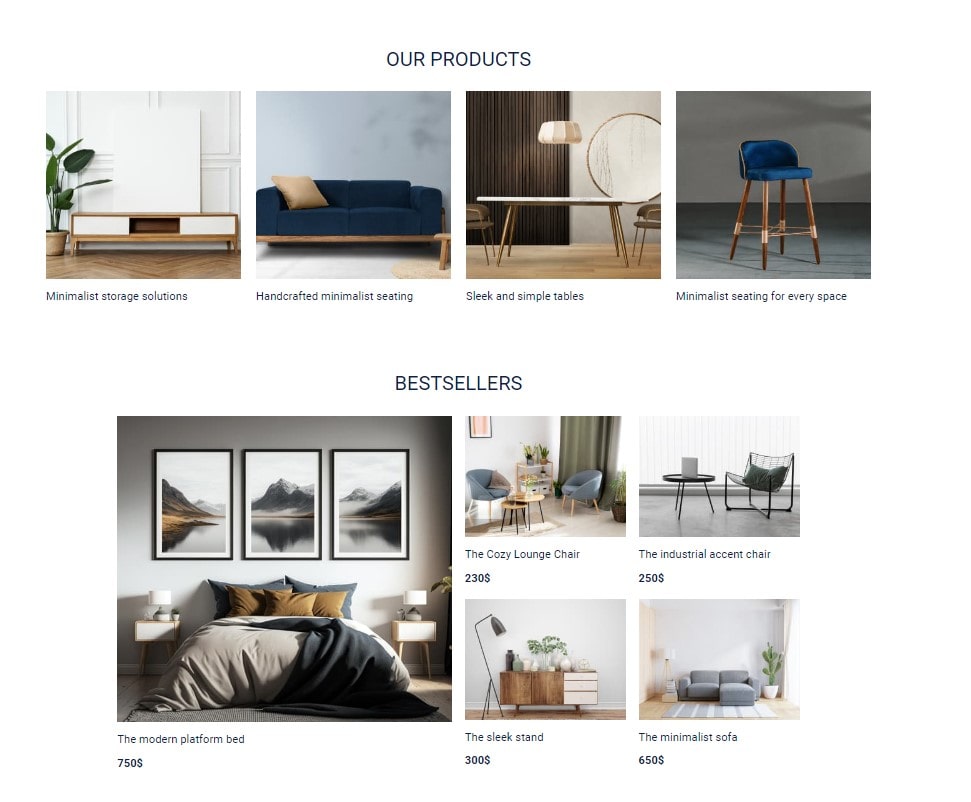 OUR PRODUCTS
Minimalist storage solutions
Handcrafted minimalist seating
Sleek and simple tables
Minimalist seating for every space
BESTSELLERS
The modern platform bed
750$
The Cozy Lounge Chair
230$
The industrial accent chair
250$
The sleek stand
300$
The minimalist sofa
650$